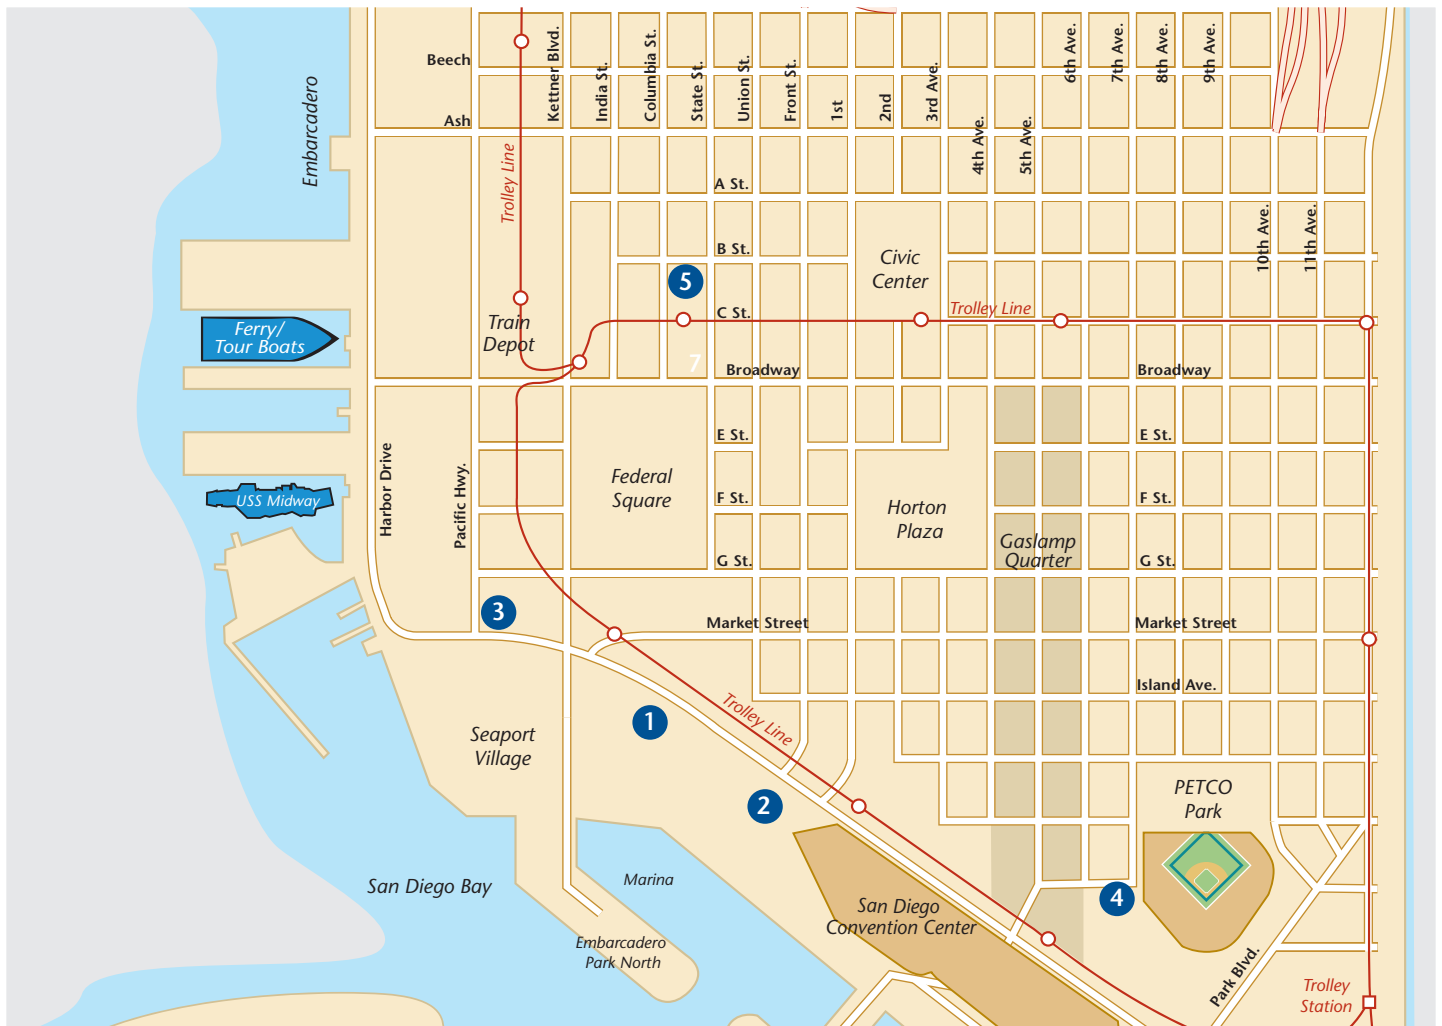 Beech
Ash
Embarcadero
Trolley Line
Kettner Blvd.
India St.
Columbia St.
State St.
Union St.
Front St.
1st
2nd
3rd Ave.
4th Ave.
5th Ave.
6th Ave.
7th Ave.
8th Ave.
9th Ave.
10th Ave.
11th Ave.
A St.
B St.
C St.
Civic
Center
5
Trolley Line
Ferry/
Tour Boats
Train
Depot
7
Broadway
Broadway
E St.
E St.
Harbor Drive
Pacific Hwy.
Federal
Square
USS Midway
F St.
F St.
Horton
Plaza
Gaslamp
Quarter
G St.
G St.
3
Market Street
Market Street
Island Ave.
1
Trolley Line
Seaport
Village
2
PETCO
Park
San Diego Bay
Marina
4
San Diego
Convention Center
Embarcadero
Park North
Park Blvd.
Trolley
Station